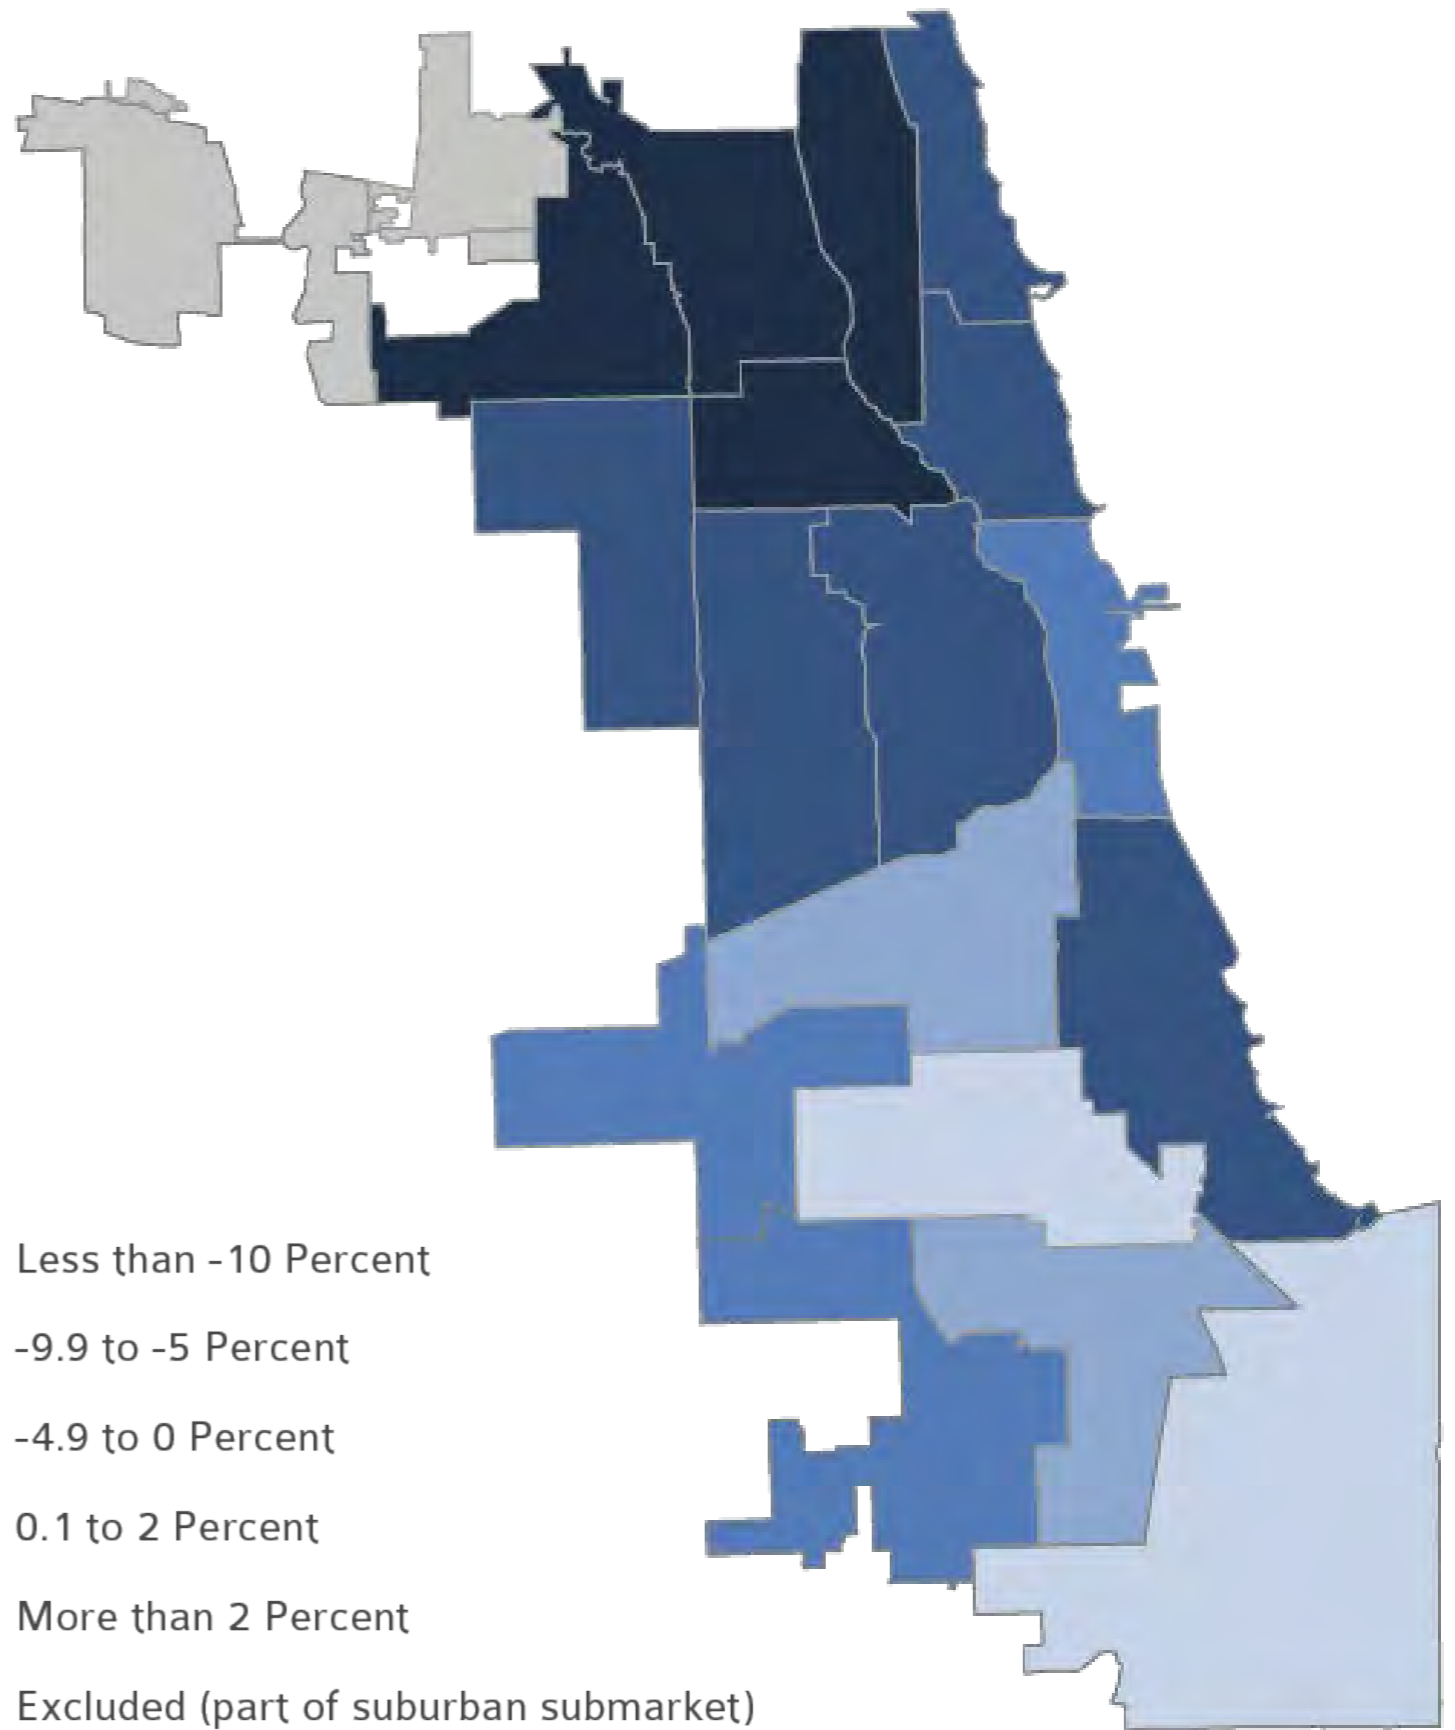 Less than -10 Percent
-9.9 to -5 Percent
-4.9 to 0 Percent
0.1 to 2 Percent
More than 2 Percent
Excluded (part of suburban submarket)